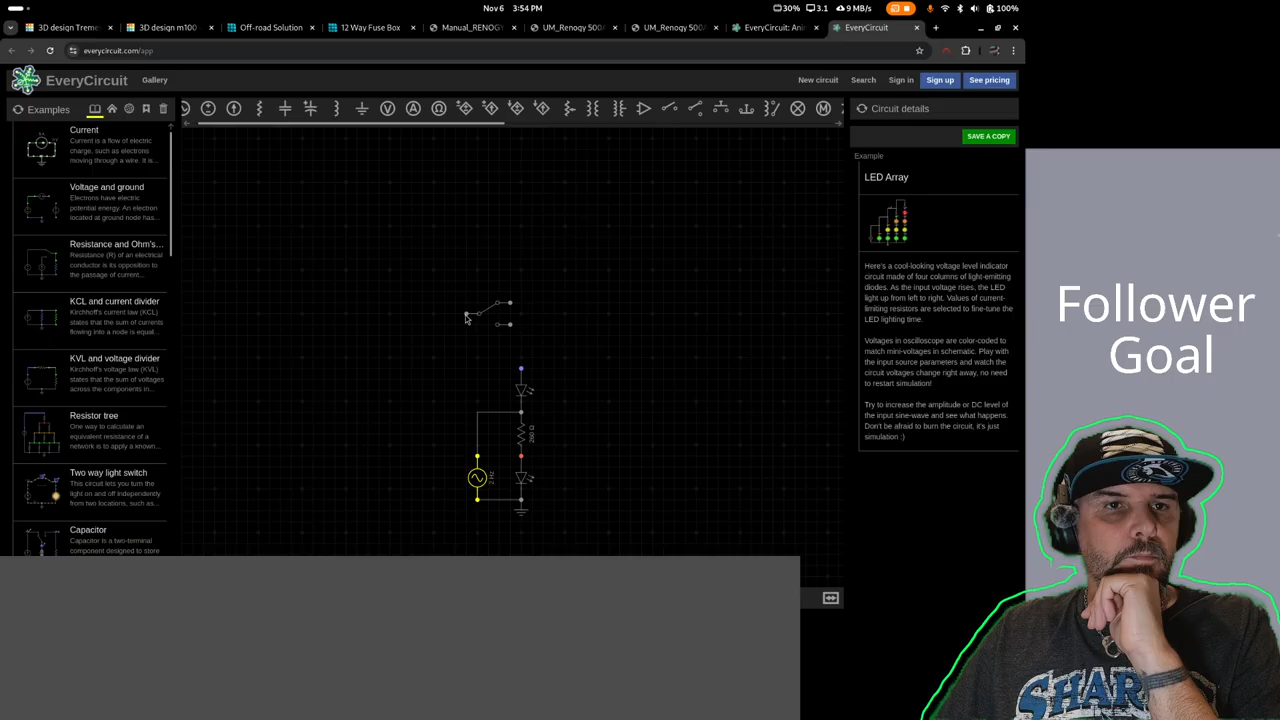 Nov 6 3:54 PM
30% 3.1 9 MB/s 100%
3D design Treme
3D design m100
Off-road Solution
12 Way Fuse Box
Manual_RENOGY
UM_Renogy 500A
UM_Renogy 500A
EveryCircuit: Ani
EveryCircuit
everycircuit.com/app
EveryCircuit Gallery New circuit Search Sign in Sign up See pricing
Examples
Circuit details
Current
Current is a flow of electric
charge, such as electrons
moving through a wire. It is...
Voltage and ground
Electrons have electric
potential energy. An electron
located at ground node has...
Resistance and Ohm's...
Resistance (R) of an electrical
conductor is its opposition to
the passage of current...
KCL and current divider
Kirchhoff's current law (KCL)
states that the sum of currents
flowing into a node is equal...
KVL and voltage divider
Kirchhoff's voltage law (KVL)
states that the sum of voltages
across the components in...
Resistor tree
One way to calculate an
equivalent resistance of a
network is to apply a known...
Two way light switch
This circuit lets you turn the
light on and off independently
from two locations, such as...
Capacitor
Capacitor is a two-terminal
component designed to store
2 Hz
SAVE A COPY
Example
LED Array
Here's a cool-looking voltage level indicator
circuit made of four columns of light-emitting
diodes. As the input voltage rises, the LED
light up from left to right. Values of current-
limiting resistors are selected to fine-tune the
LED lighting time.
Voltages in oscilloscope are color-coded to
match mini-voltages in schematic. Play with
the input source parameters and watch the
circuit voltages change right away, no need
to restart simulation!
Try to increase the amplitude or DC level of
the input sine-wave and see what happens.
Don't be afraid to burn the circuit, it's just
simulation :)
Follower
Goal
SHAR